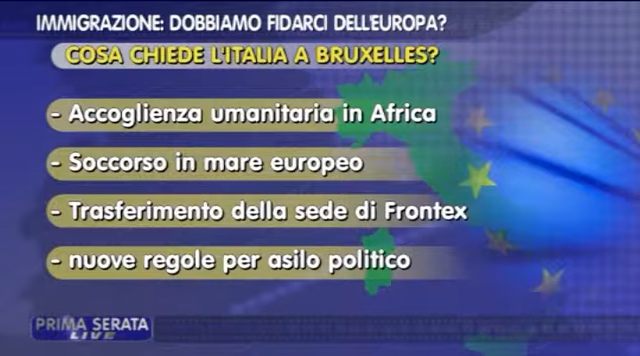 IMMIGRAZIONE: DOBBIAMO FIDARCI DELL'EUROPA?
COSA CHIEDE L'ITALIA A BRUXELLES?
- Accoglienza umanitaria in Africa
- Soccorso in mare europeo
- Trasferimento della sede di Frontex
- nuove regole per asilo politico
PRIMA SERATA
LIVE